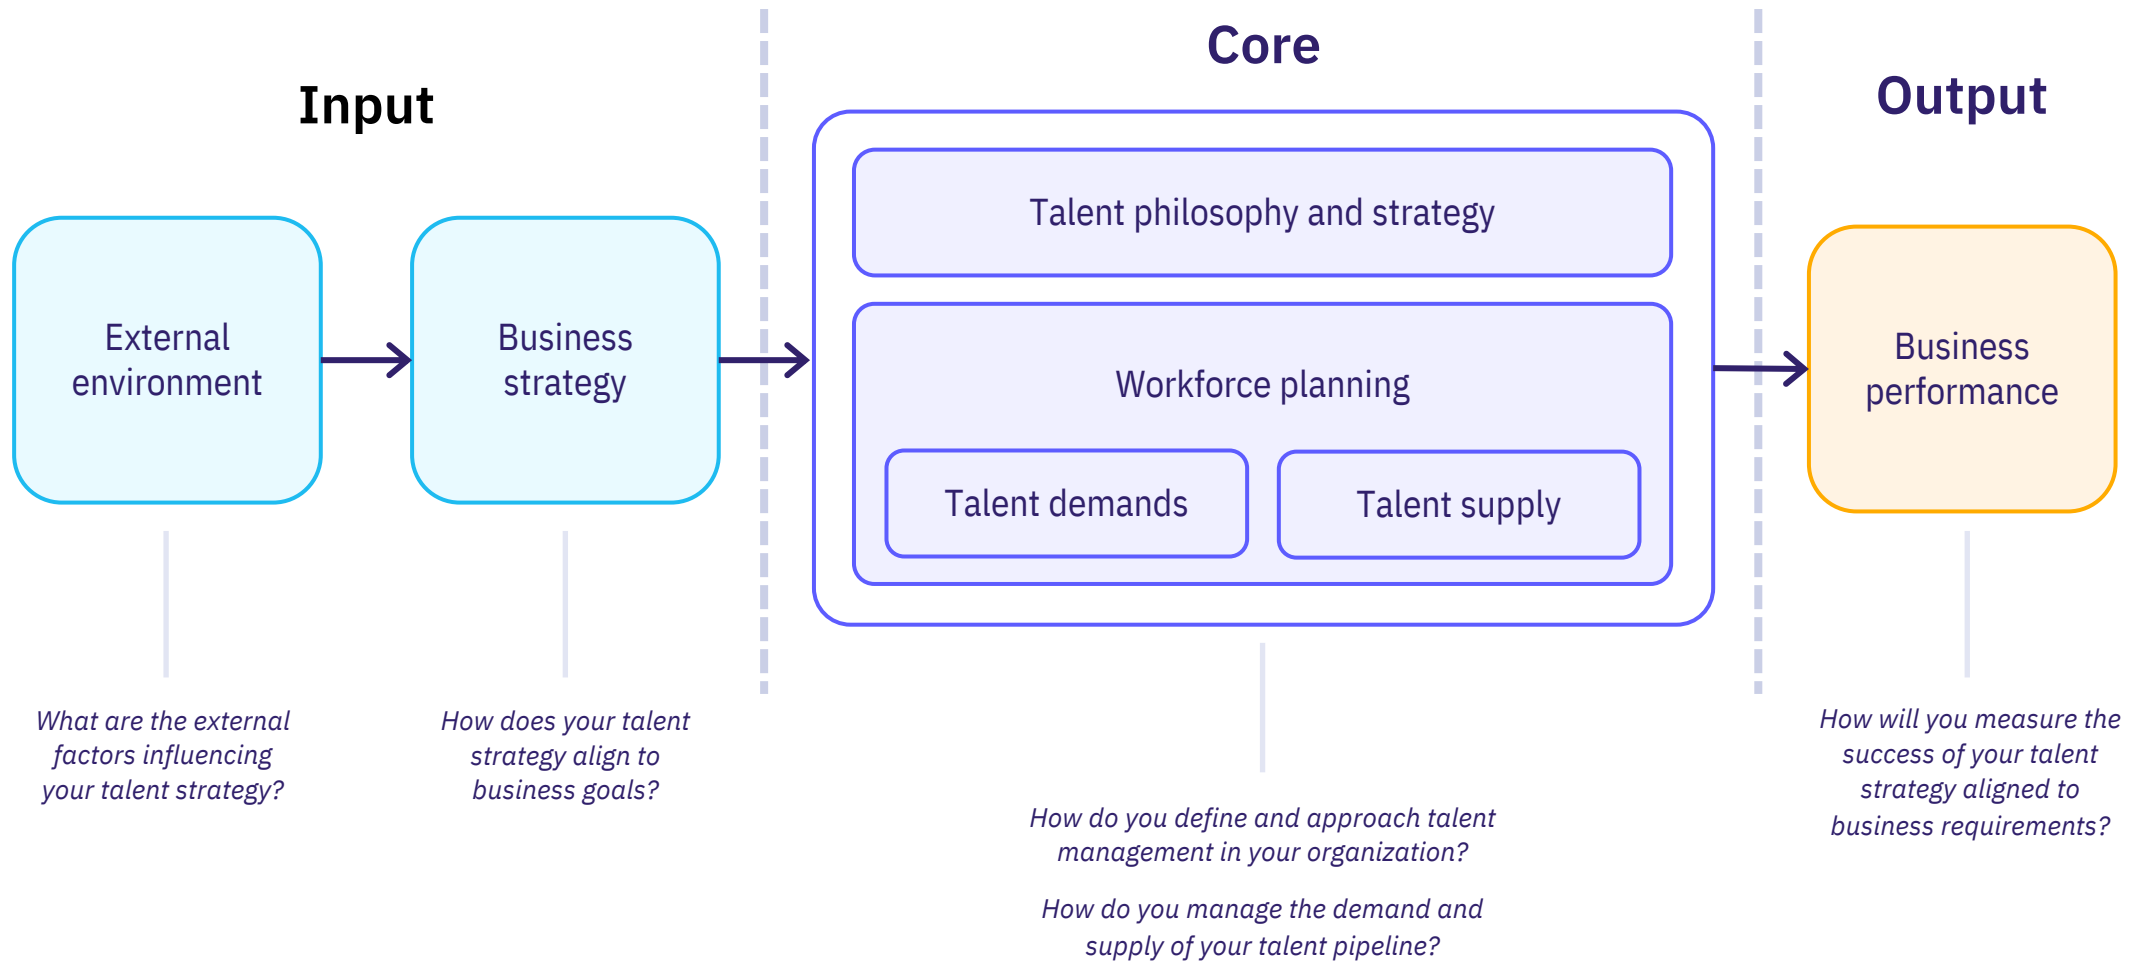 Input
External
environment
Business
strategy
What are the external
factors influencing
your talent strategy?
How does your talent
strategy align to
business goals?
Core
Talent philosophy and strategy
Workforce planning
Talent demands
Talent supply
How do you define and approach talent
management in your organization?
How do you manage the demand and
supply of your talent pipeline?
Output
Business
performance
How will you measure the
success of your talent
strategy aligned to
business requirements?